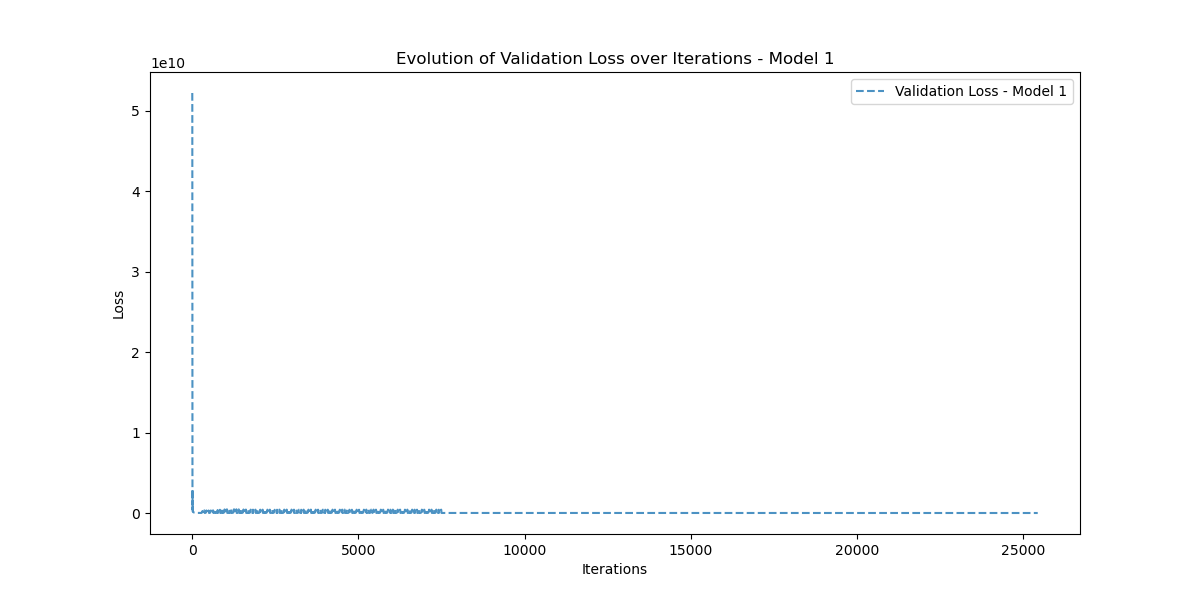 Evolution of Validation Loss over Iterations - Model 1
1e10
Validation Loss - Model 1
5
4
3
2
1
0
Loss
0 5000 10000 15000 20000 25000
Iterations